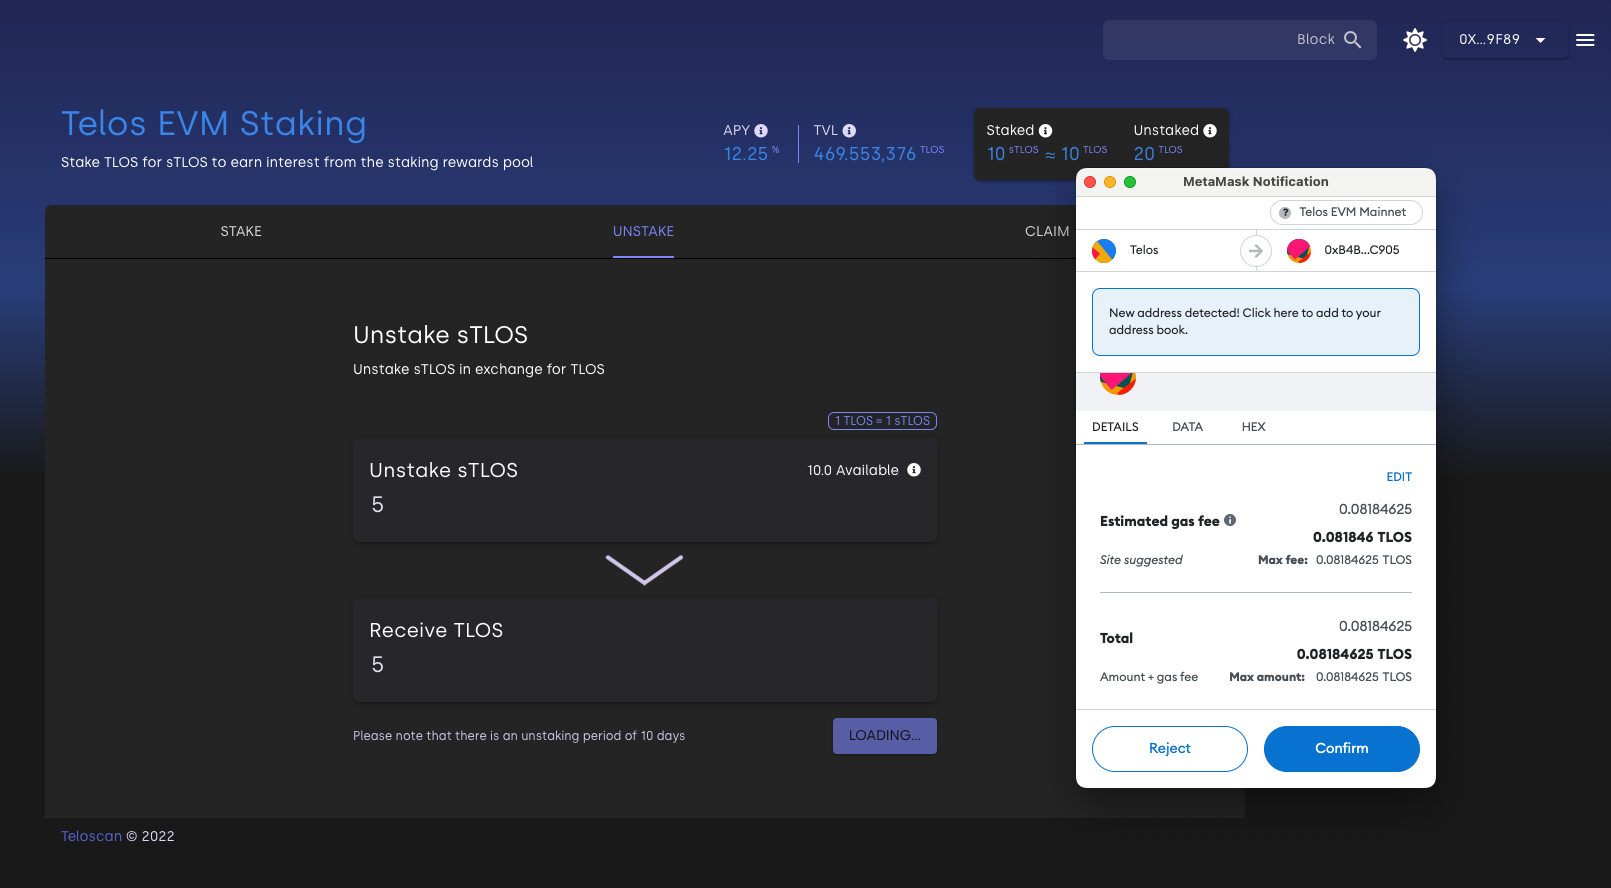 Block
0X...9F89
Telos EVM Staking
Stake TLOS for sTLOS to earn interest from the staking rewards pool
APY
12.25 %
TVL
469.553,376 TLOS
Staked
10 sTLOS ≈ 10 TLOS
Unstaked
20 TLOS
STAKE
UNSTAKE
CLAIM
Unstake sTLOS
Unstake sTLOS in exchange for TLOS
1 TLOS = 1 sTLOS
Unstake sTLOS
10.0 Available
5
Receive TLOS
5
Please note that there is an unstaking period of 10 days
LOADING...
Teloscan © 2022
MetaMask Notification
? Telos EVM Mainnet
Telos
0xB4B...C905
New address detected! Click here to add to your
address book.
DETAILS
DATA
HEX
EDIT
0.08184625
Estimated gas fee
0.081846 TLOS
Site suggested
Max fee: 0.08184625 TLOS
0.08184625
Total
0.08184625 TLOS
Amount + gas fee
Max amount: 0.08184625 TLOS
Reject
Confirm